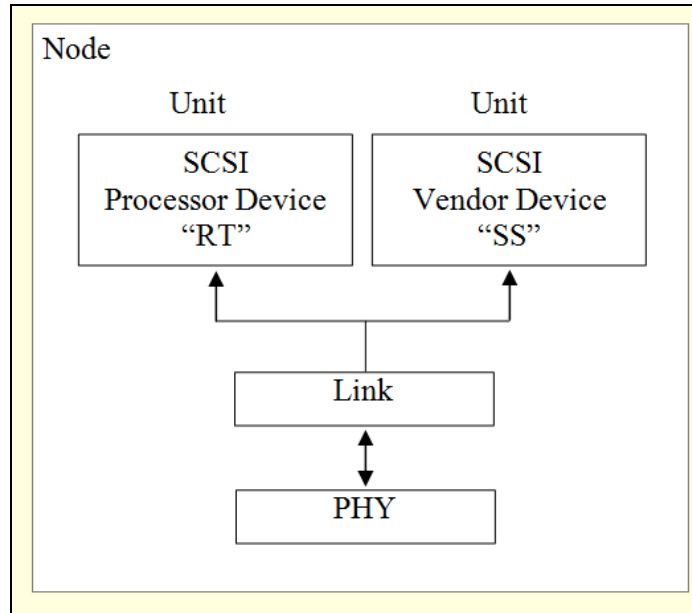 Node
Unit
Unit
SCSI
Processor Device
“RT”
SCSI
Vendor Device
“SS”
Link
PHY